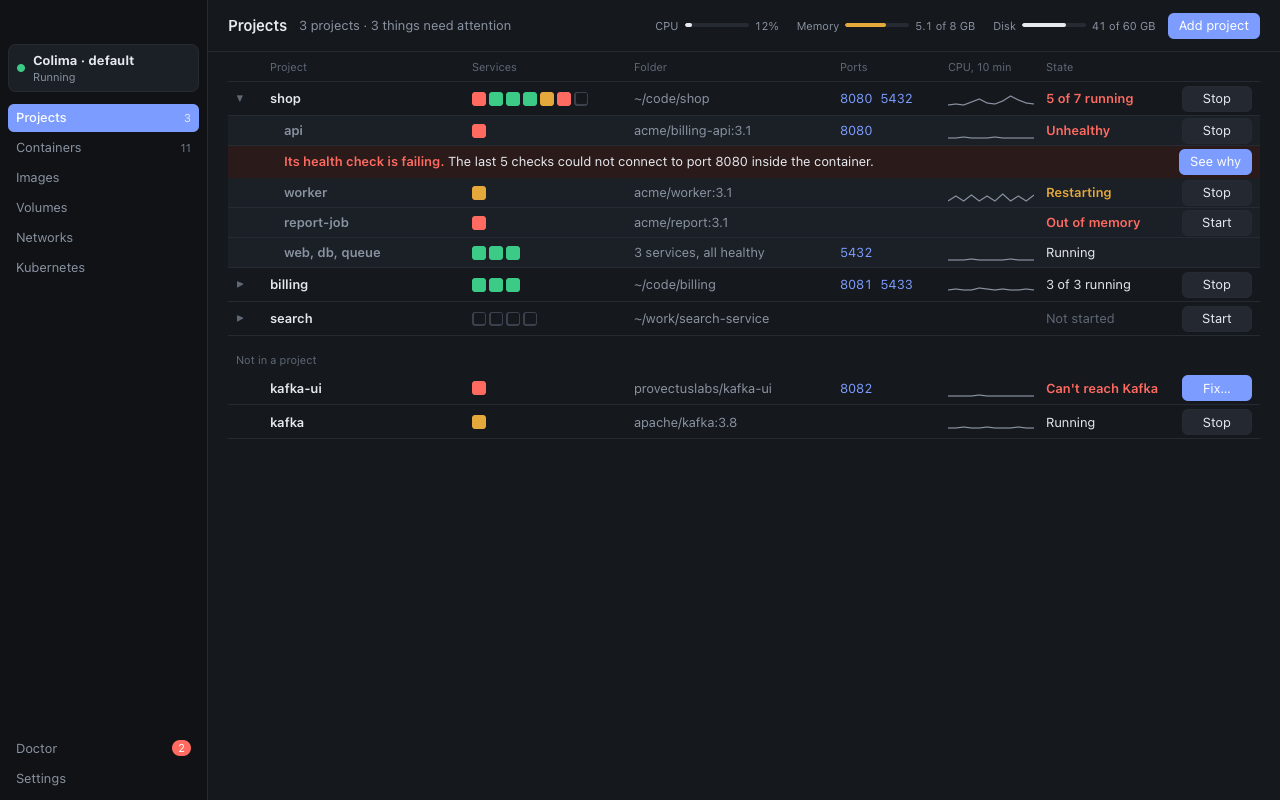 Colima · default
Running
Projects 3
Containers 11
Images
Volumes
Networks
Kubernetes
Doctor 2
Settings
Projects 3 projects · 3 things need attention CPU 12% Memory 5.1 of 8 GB Disk 41 of 60 GB Add project
Project Services Folder Ports CPU, 10 min State
shop ~/code/shop 8080 5432 5 of 7 running Stop
api acme/billing-api:3.1 8080 Unhealthy Stop
Its health check is failing. The last 5 checks could not connect to port 8080 inside the container. See why
worker acme/worker:3.1 Restarting Stop
report-job acme/report:3.1 Out of memory Start
web, db, queue 3 services, all healthy 5432 Running
billing ~/code/billing 8081 5433 3 of 3 running Stop
search ~/work/search-service Not started Start
Not in a project
kafka-ui provectuslabs/kafka-ui 8082 Can't reach Kafka Fix...
kafka apache/kafka:3.8 Running Stop